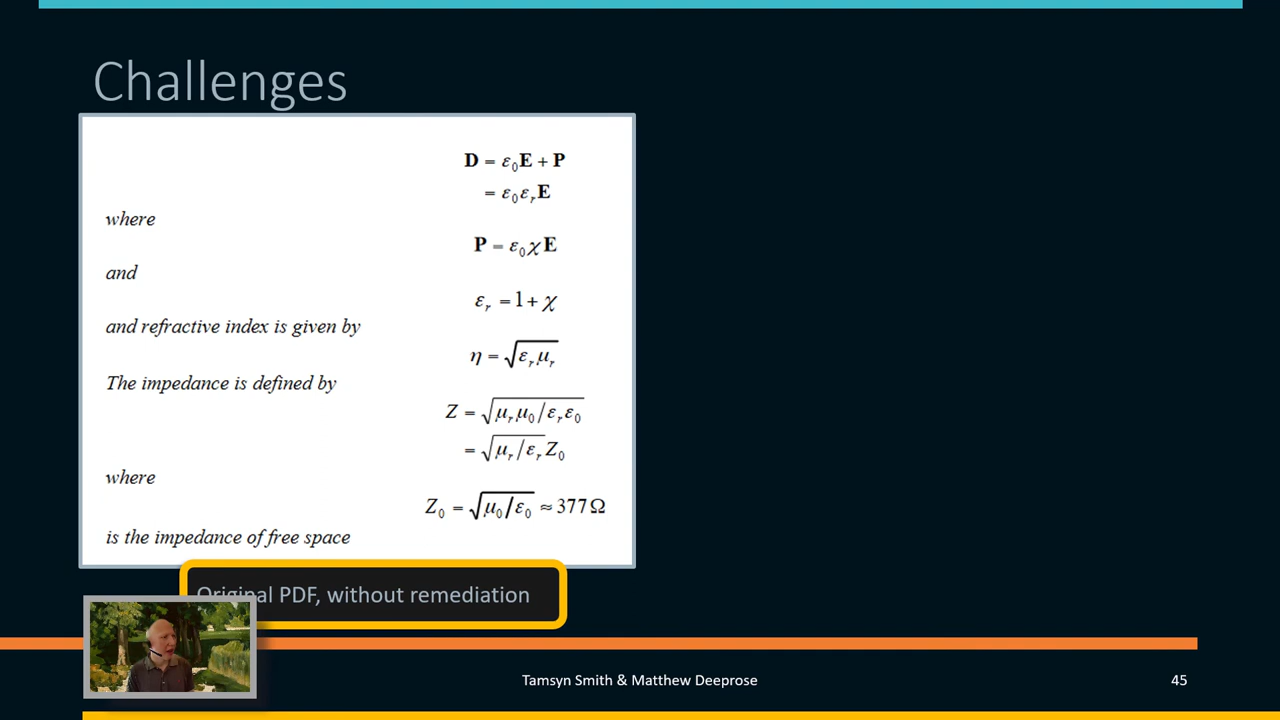 Challenges
D = ε₀E + P
= ε₀εᵣE
where
P = ε₀χE
and
εᵣ = 1 + χ
and refractive index is given by
η = √εᵣμᵣ
The impedance is defined by
Z = √μᵣμ₀/εᵣε₀
= √μᵣ/εᵣ Z₀
where
Z₀ = √μ₀/ε₀ ≈ 377 Ω
is the impedance of free space
Original PDF, without remediation
Tamsyn Smith & Matthew Deeprose
45